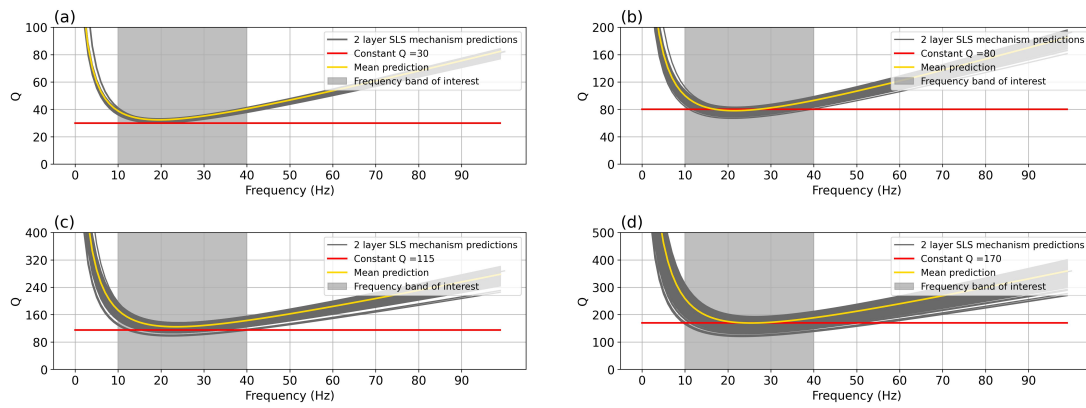 (a)
100
80
60
40
20
0
Q
0 10 20 30 40 50 60 70 80 90
Frequency (Hz)
2 layer SLS mechanism predictions
Constant Q =30
Mean prediction
Frequency band of interest
(b)
200
160
120
80
40
0
Q
0 10 20 30 40 50 60 70 80 90
Frequency (Hz)
2 layer SLS mechanism predictions
Constant Q =80
Mean prediction
Frequency band of interest
(c)
400
320
240
160
80
0
Q
0 10 20 30 40 50 60 70 80 90
Frequency (Hz)
2 layer SLS mechanism predictions
Constant Q =115
Mean prediction
Frequency band of interest
(d)
500
400
300
200
100
0
Q
0 10 20 30 40 50 60 70 80 90
Frequency (Hz)
2 layer SLS mechanism predictions
Constant Q =170
Mean prediction
Frequency band of interest